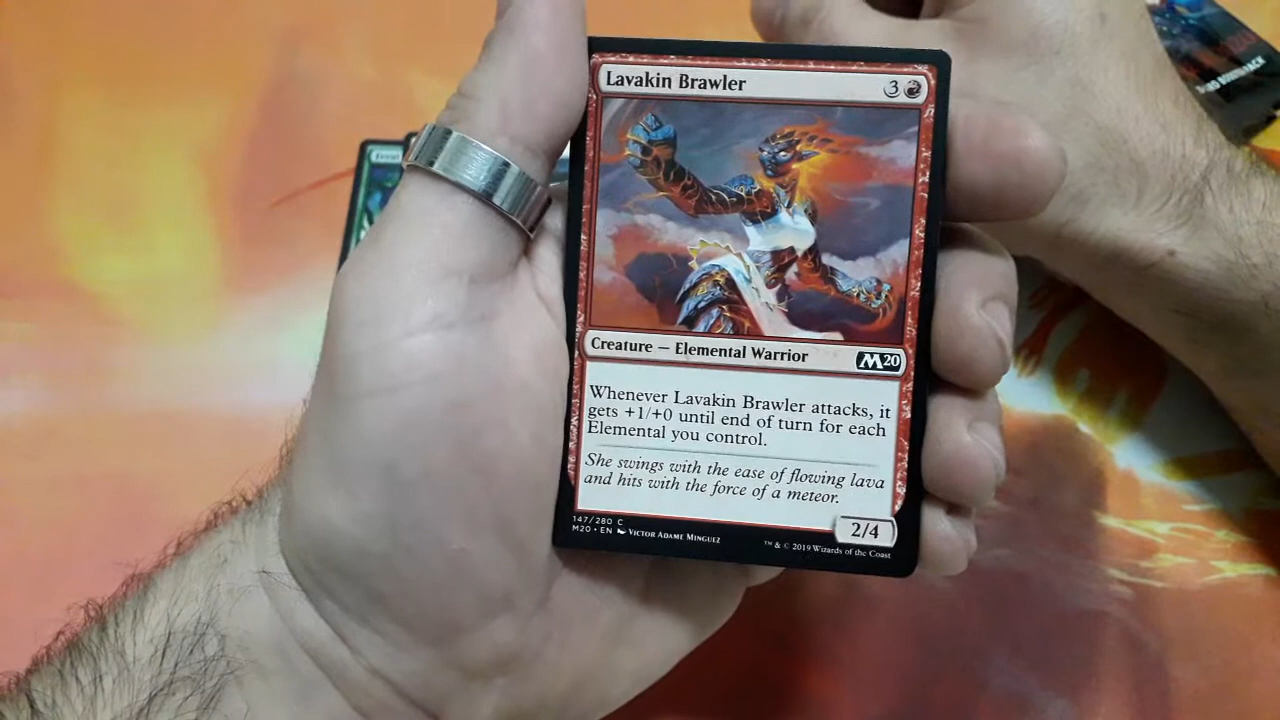 Lavakin Brawler
3
Creature — Elemental Warrior
M20
Whenever Lavakin Brawler attacks, it
gets +1/+0 until end of turn for each
Elemental you control.
She swings with the ease of flowing lava
and hits with the force of a meteor.
2/4
147/280 C
M20 • EN Victor Adame Minguez
™ & © 2019 Wizards of the Coast